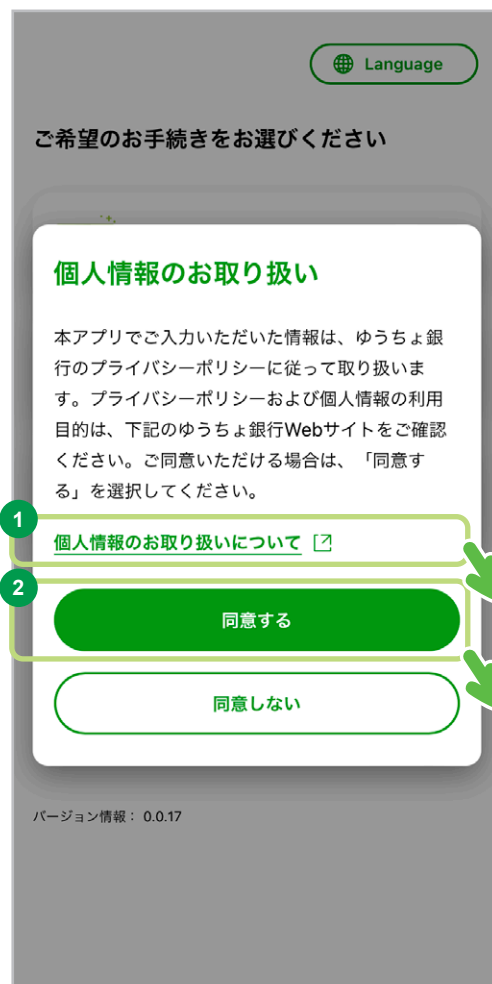 Language
ご希望のお手続きをお選びください
個人情報のお取り扱い
本アプリでご入力いただいた情報は、ゆうちょ銀
行のプライバシーポリシーに従って取り扱いま
す。プライバシーポリシーおよび個人情報の利用
目的は、下記のゆうちょ銀行Webサイトをご確認
ください。ご同意いただける場合は、「同意す
る」を選択してください。
1
個人情報のお取り扱いについて
2
同意する
同意しない
バージョン情報： 0.0.17